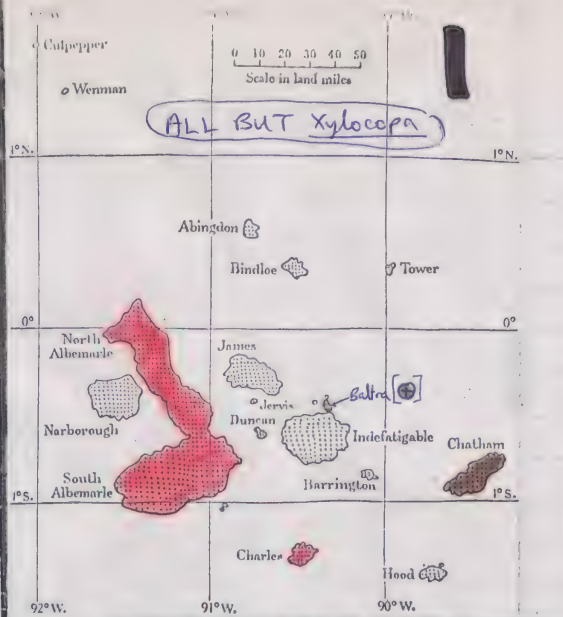 Culpepper
0 10 20 30 40 50
Scale in land miles
Wenman
ALL BUT Xylocopa
1°N. 1°N.
Abingdon
Bindloe
Tower
0° 0°
North
Albemarle
James
Baltra
Jervis
Narborough
Duncan
Indefatigable
Chatham
South
Albemarle
Barrington
1°S. 1°S.
Charles
Hood
92°W. 91°W. 90°W.